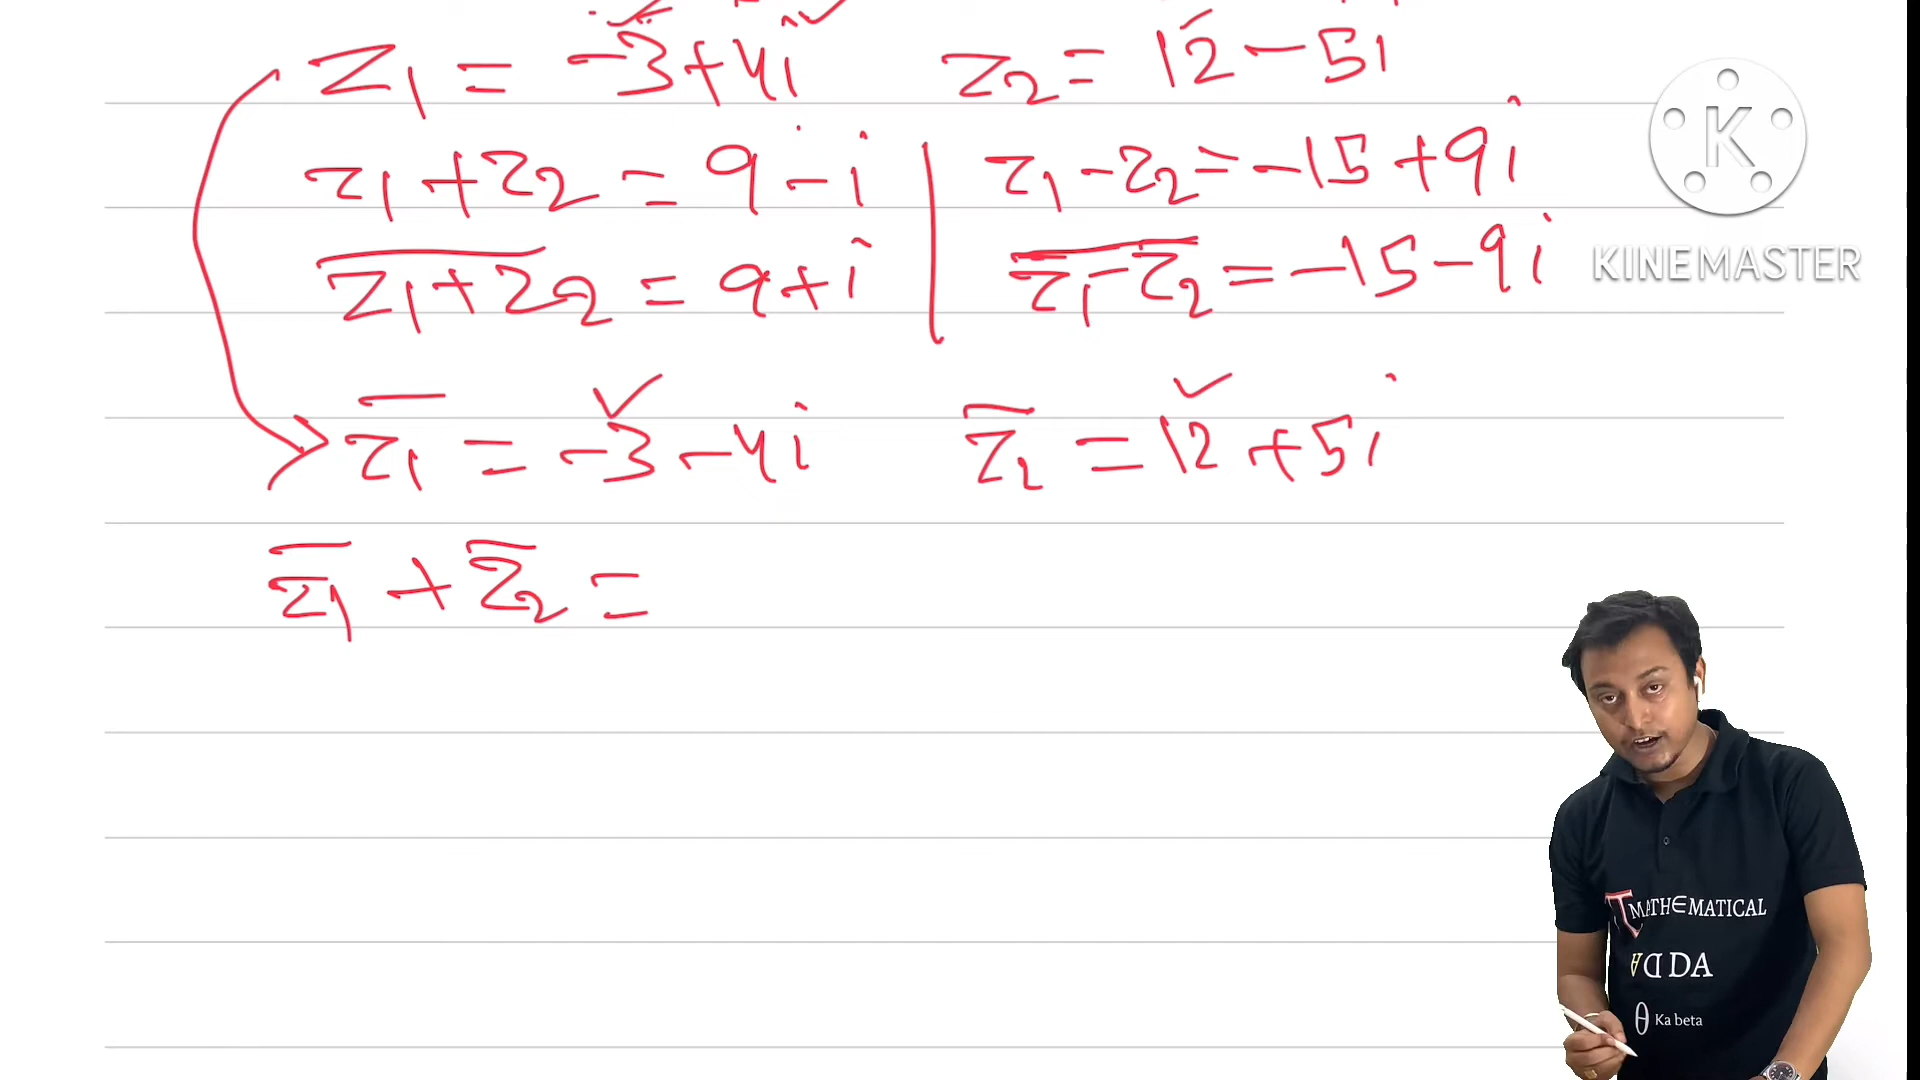 z₁ = -3+4i z₂ = 12-5i
z₁+z₂ = 9-i | z₁-z₂ = -15+9i
z̅₁̅+̅z̅₂ = 9+i | z̅₁̅-̅z̅₂ = -15-9i
z̅₁ = -3-4i z̅₂ = 12+5i
z̅₁ + z̅₂ =
K
KINEMASTER
π MATHEMATICAL
ADDA
θ Ka beta